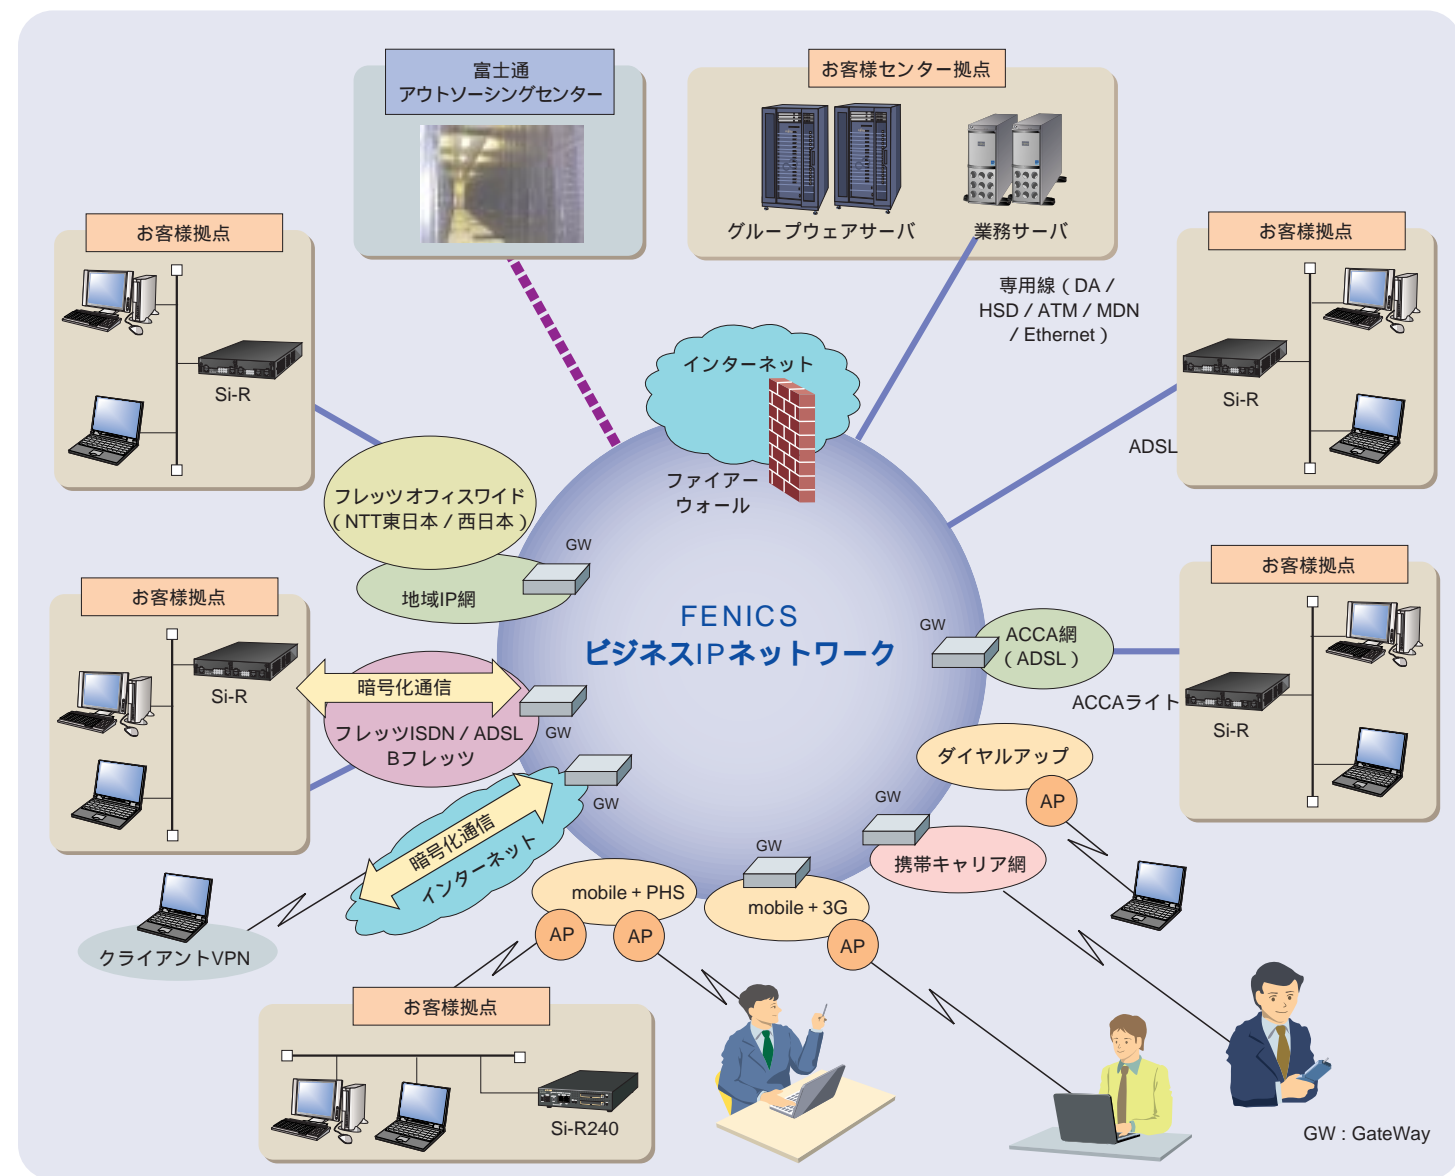 富士通
アウトソーシングセンター
お客様センター拠点
グループウェアサーバ
業務サーバ
お客様拠点
Si-R
お客様拠点
Si-R
専用線（DA /
HSD / ATM / MDN
/ Ethernet）
ADSL
インターネット
ファイアー
ウォール
フレッツオフィスワイド
（NTT東日本 / 西日本）
GW
地域IP網
FENICS
ビジネスIPネットワーク
お客様拠点
Si-R
暗号化通信
フレッツISDN / ADSL
Bフレッツ
GW
GW
ACCA網
（ADSL）
ACCAライト
お客様拠点
Si-R
ダイヤルアップ
AP
GW
暗号化通信
インターネット
クライアントVPN
GW
携帯キャリア網
mobile + PHS
AP
AP
GW
mobile + 3G
AP
お客様拠点
Si-R240
GW : GateWay